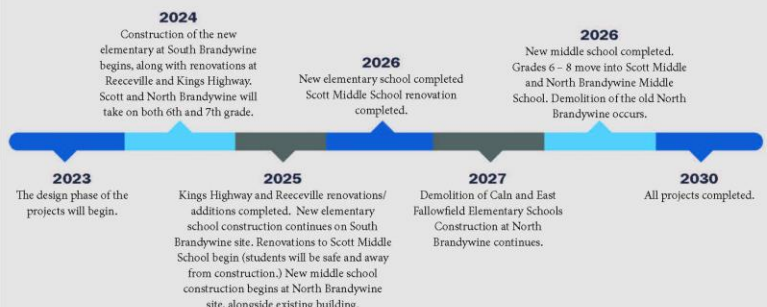 2024
Construction of the new
elementary at South Brandywine
begins, along with renovations at
Reeceville and Kings Highway.
Scott and North Brandywine will
take on both 6th and 7th grade.
2026
New elementary school completed
Scott Middle School renovation
completed.
2026
New middle school completed.
Grades 6 – 8 move into Scott Middle
and North Brandywine Middle
School. Demolition of the old North
Brandywine occurs.
2023
The design phase of the
projects will begin.
2025
Kings Highway and Reeceville renovations/
additions completed. New elementary
school construction continues on South
Brandywine site. Renovations to Scott Middle
School begin (students will be safe and away
from construction.) New middle school
construction begins at North Brandywine
site, alongside existing building.
2027
Demolition of Caln and East
Fallowfield Elementary Schools
Construction at North
Brandywine continues.
2030
All projects completed.